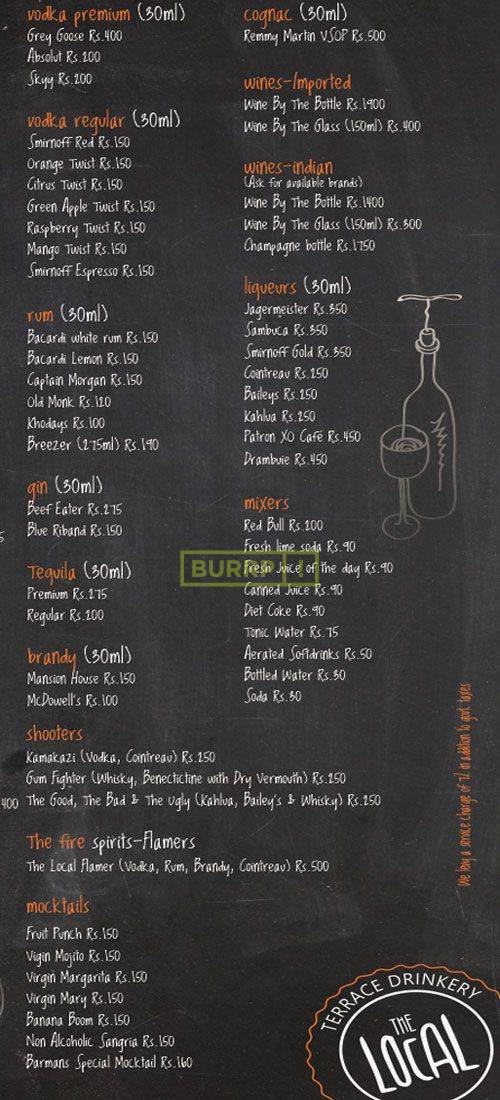 vodka premium (30ml)
Grey Goose Rs.400
Absolut Rs.200
Skyy Rs.200
vodka regular (30ml)
Smirnoff Red Rs.150
Orange Twist Rs.150
Citrus Twist Rs.150
Green Apple Twist Rs.150
Raspberry Twist Rs.150
Mango Twist Rs.150
Smirnoff Espresso Rs.150
rum (30ml)
Bacardi white rum Rs.150
Bacardi Lemon Rs.150
Captain Morgan Rs.150
Old Monk Rs.120
Khodays Rs.100
Breezer (275ml) Rs.190
gin (30ml)
Beef Eater Rs.275
Blue Riband Rs.150
Tequila (30ml)
Premium Rs.275
Regular Rs.200
brandy (30ml)
Mansion House Rs.150
McDowell's Rs.100
cognac (30ml)
Remmy Martin VSOP Rs.500
wines-Imported
Wine By The Bottle Rs.1900
Wine By The Glass (150ml) Rs.400
wines-indian
(Ask for available brands)
Wine By The Bottle Rs.1400
Wine By The Glass (150ml) Rs.300
Champagne bottle Rs.1750
liqueurs (30ml)
Jagermeister Rs.350
Sambuca Rs.350
Smirnoff Gold Rs.350
Cointreau Rs.250
Baileys Rs.250
Kahlua Rs.250
Patron XO Cafe Rs.450
Drambuie Rs.450
mixers
Red Bull Rs.200
Fresh lime soda Rs.90
Fresh Juice of the day Rs.90
Canned Juice Rs.90
Diet Coke Rs.90
Tonic Water Rs.75
Aerated Softdrinks Rs.50
Bottled Water Rs.30
Soda Rs.30
BURRP!!
shooters
Kamakazi (Vodka, Cointreau) Rs.250
Gum Fighter (Whisky, Benectictine with Dry Vermouth) Rs.250
400 The Good, The Bad & The Ugly (Kahlua, Bailey's & Whisky) Rs.250
The fire spirits-Flamers
The Local Flamer (Vodka, Rum, Brandy, Cointreau) Rs.500
mocktails
Fruit Punch Rs.150
Vigin Mojito Rs.150
Virgin Margarita Rs.150
Virgin Mary Rs.150
Banana Boom Rs.150
Non Alcoholic Sangria Rs.150
Barmans Special Mocktail Rs.160
We levy a service charge of 7% in addition to govt. taxes
TERRACE DRINKERY
THE
LOCAL